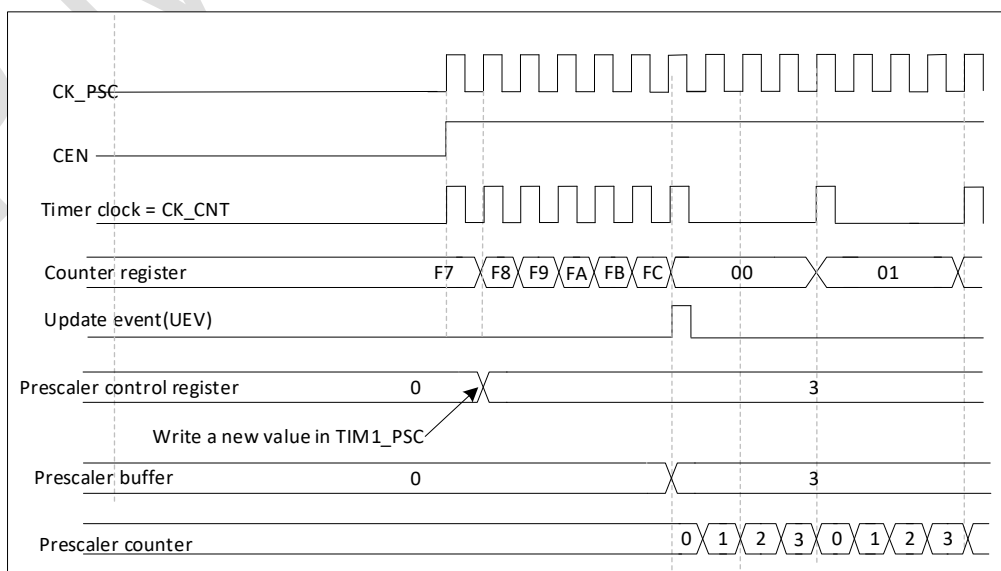 CK_PSC
CEN
Timer clock = CK_CNT
Counter register F7 F8 F9 FA FB FC 00 01
Update event(UEV)
Prescaler control register 0 3
Write a new value in TIM1_PSC
Prescaler buffer 0 3
Prescaler counter 0 1 2 3 0 1 2 3